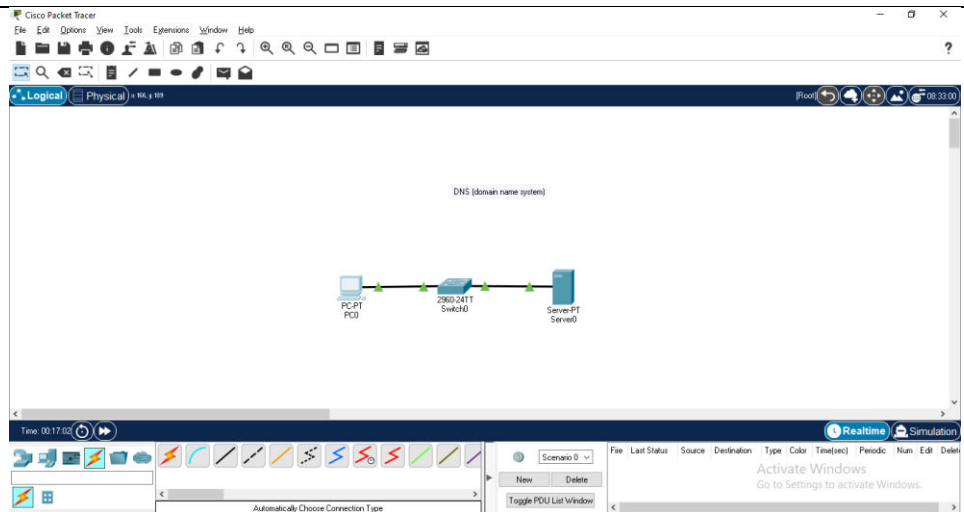 Cisco Packet Tracer
File Edit Options View Tools Extensions Window Help
?
Logical Physical x: 166, y: 189 [Root] 08:33:00
DNS (domain name system)
PC-PT
PC0
2960-24TT
Switch0
Server-PT
Server0
Time: 00:17:02 Realtime Simulation
Scenario 0
New Delete
Toggle PDU List Window
Fire Last Status Source Destination Type Color Time(sec) Periodic Num Edit Delete
Activate Windows
Go to Settings to activate Windows.
Automatically Choose Connection Type